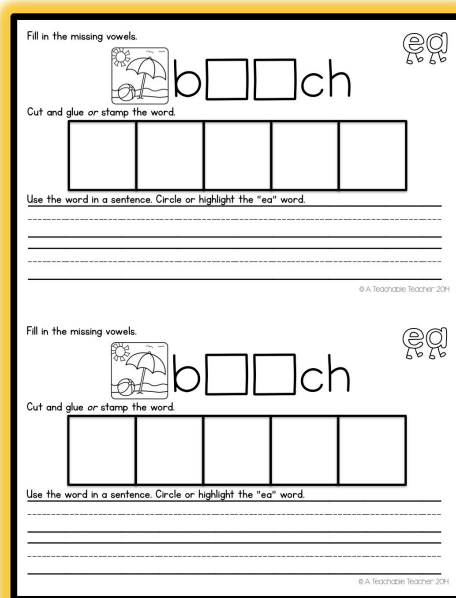 Fill in the missing vowels.
ea
b ch
Cut and glue or stamp the word.
Use the word in a sentence. Circle or highlight the "ea" word.
© A Teachable Teacher 2014
Fill in the missing vowels.
ea
b ch
Cut and glue or stamp the word.
Use the word in a sentence. Circle or highlight the "ea" word.
© A Teachable Teacher 2014